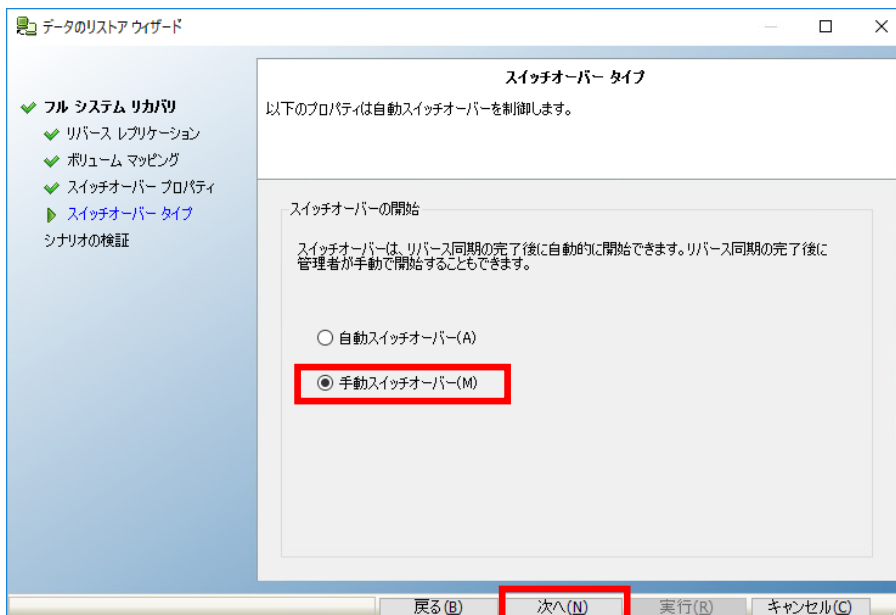 データのリストア ウィザード
スイッチオーバー タイプ
以下のプロパティは自動スイッチオーバーを制御します。
フル システム リカバリ
リバース レプリケーション
ボリューム マッピング
スイッチオーバー プロパティ
スイッチオーバー タイプ
シナリオの検証
スイッチオーバーの開始
スイッチオーバーは、リバース同期の完了後に自動的に開始できます。リバース同期の完了後に
管理者が手動で開始することもできます。
自動スイッチオーバー(A)
手動スイッチオーバー(M)
戻る(B)
次へ(N)
実行(R)
キャンセル(C)